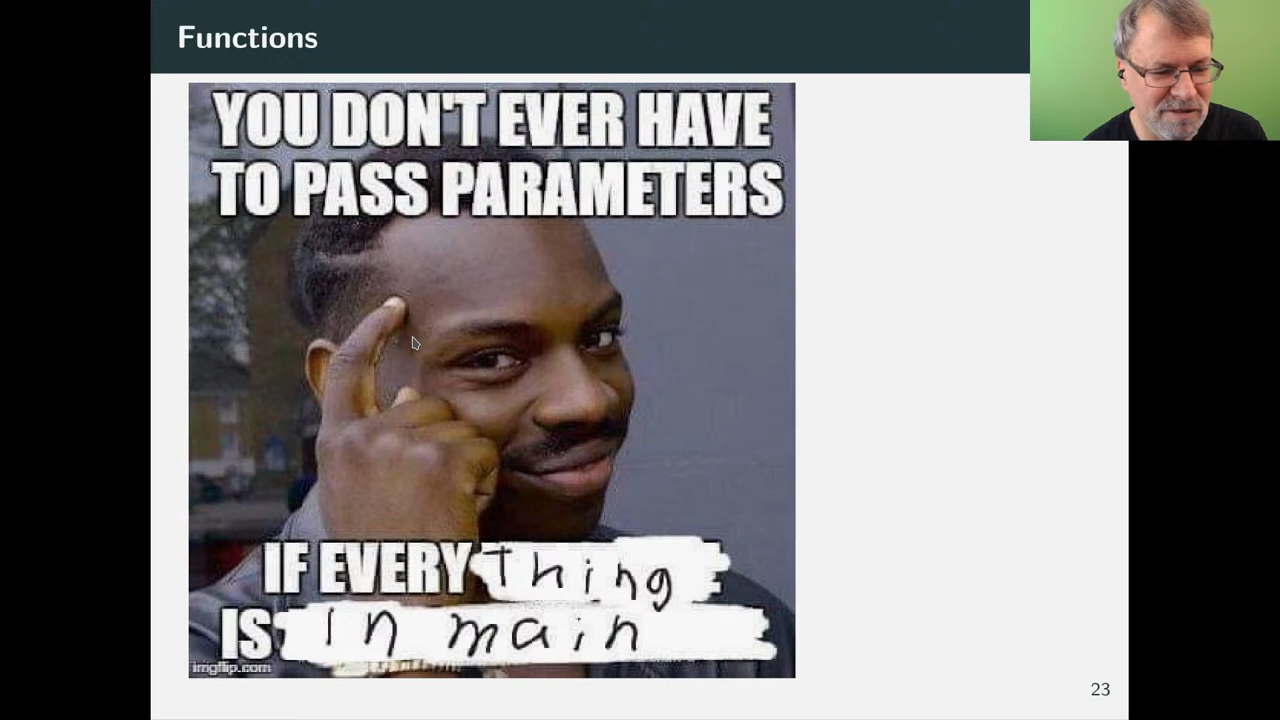 Functions
YOU DON'T EVER HAVE
TO PASS PARAMETERS
IF EVERY Thing
IS In main
imgflip.com
23